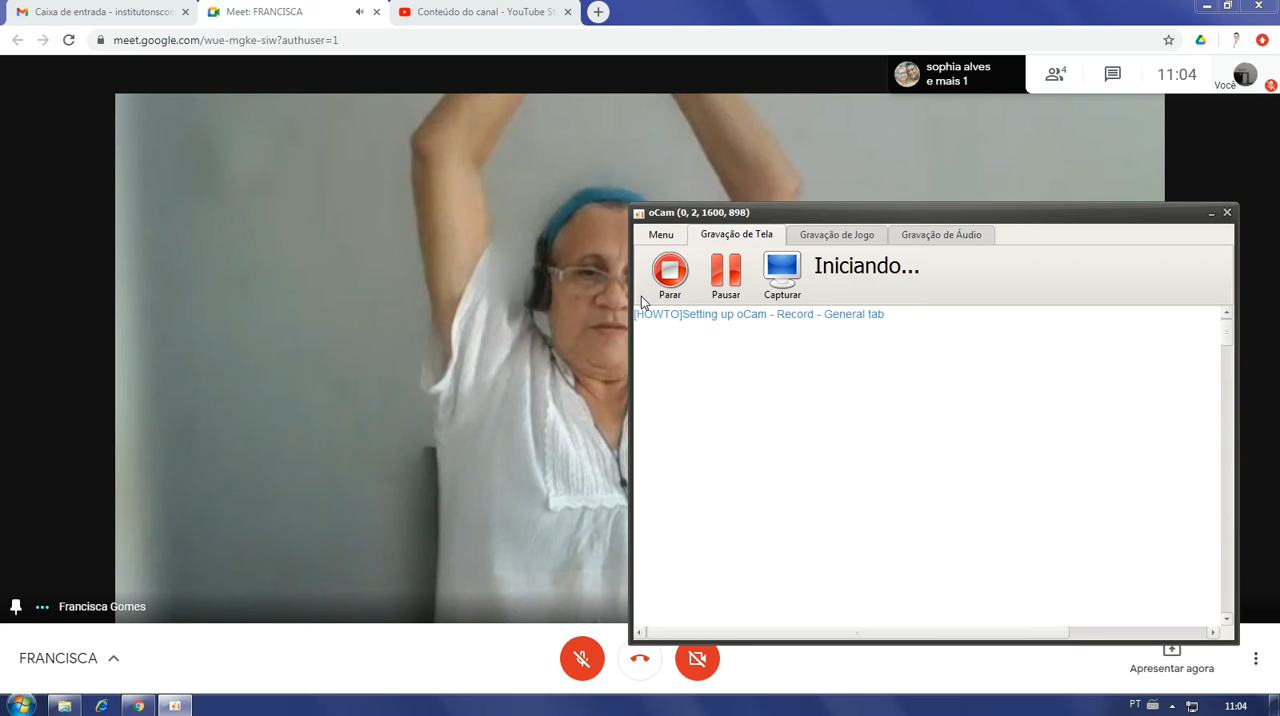 Caixa de entrada - institutonscon
Meet: FRANCISCA
Conteúdo do canal - YouTube St
meet.google.com/wue-mgke-siw?authuser=1
sophia alves
e mais 1
4
11:04
Você
oCam (0, 2, 1600, 898)
Menu
Gravação de Tela
Gravação de Jogo
Gravação de Áudio
Iniciando...
Parar
Pausar
Capturar
[HOWTO]Setting up oCam - Record - General tab
Francisca Gomes
FRANCISCA
Apresentar agora
PT
11:04